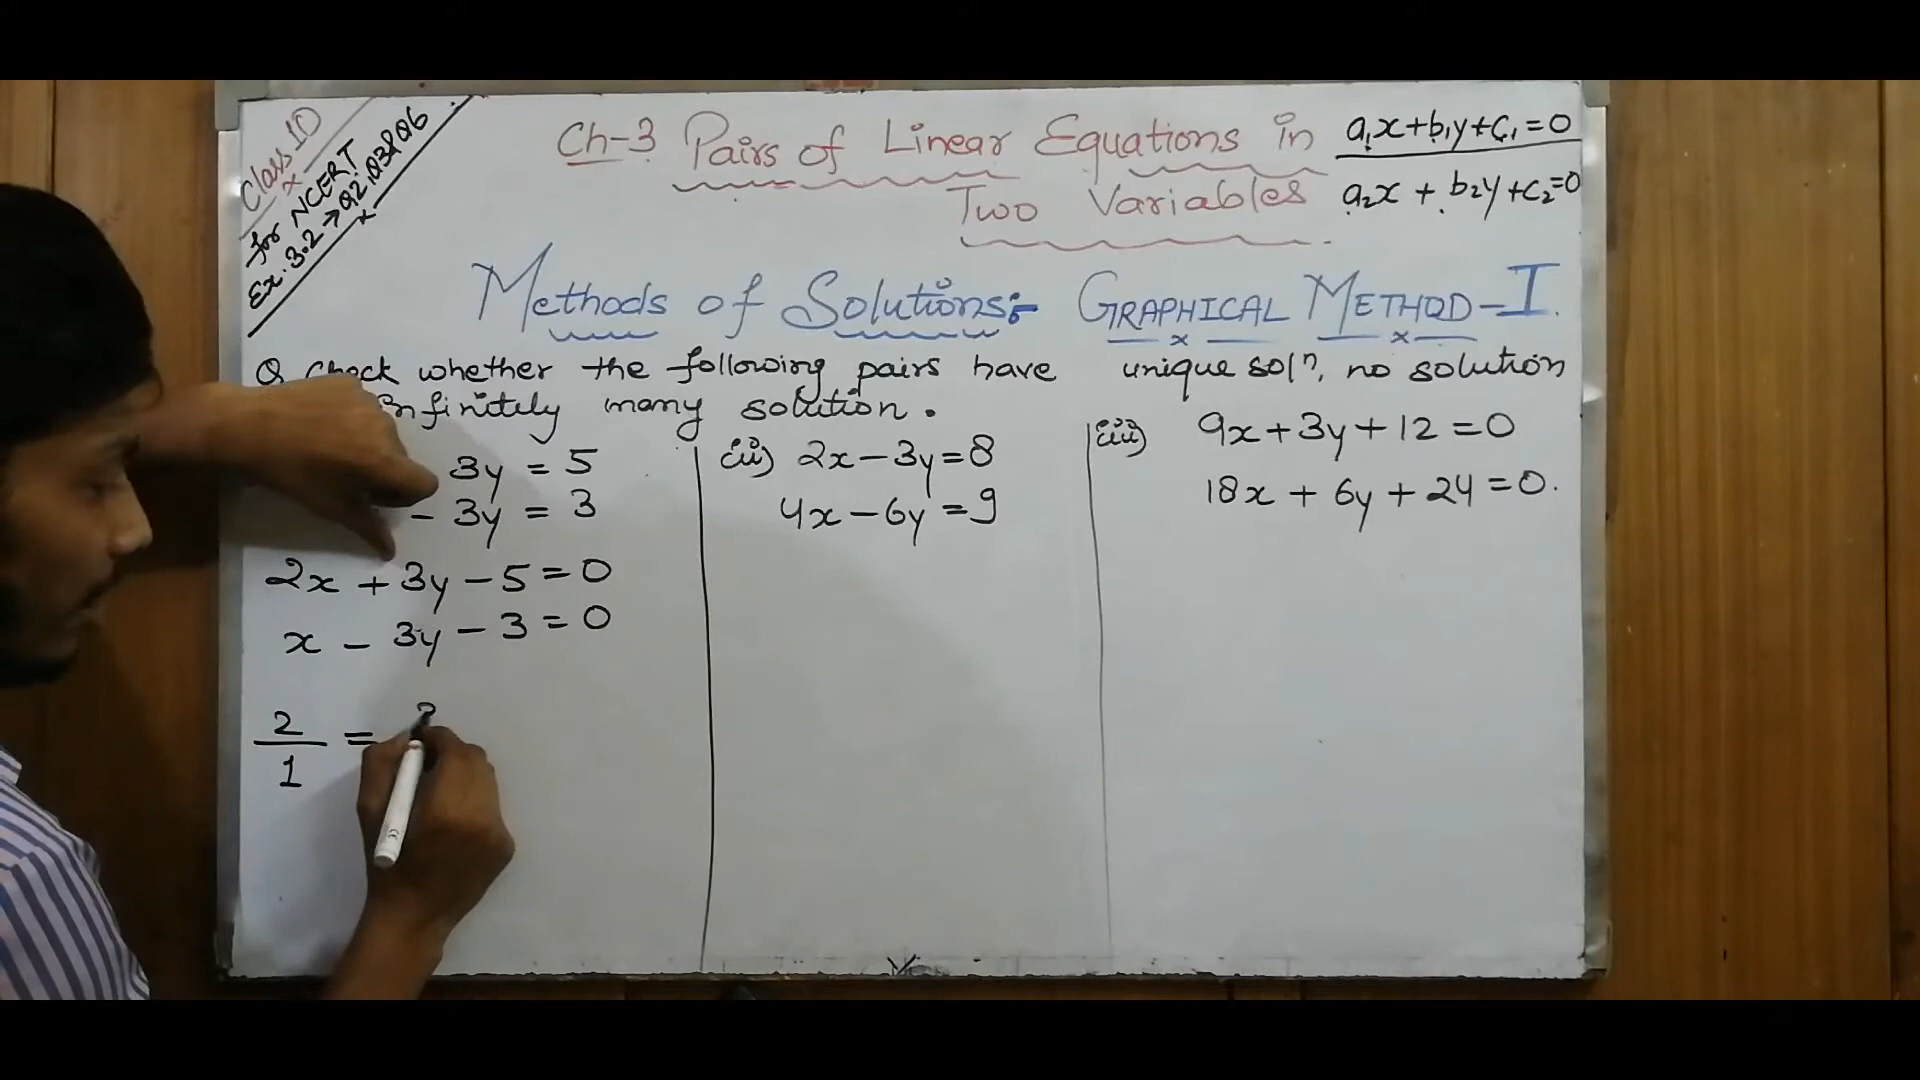 Class 10
for NCERT
Ex. 3.2 → Q2, Q3 & Q6
Ch-3 Pairs of Linear Equations in
Two Variables
a₁x+b₁y+c₁=0
a₂x + b₂y+c₂=0
Methods of Solutions:- GRAPHICAL METHOD-I.
Q check whether the following pairs have unique solⁿ, no solution
infinitely many solution.
3y = 5
- 3y = 3
2x + 3y - 5 = 0
x - 3y - 3 = 0
2/1 =
(ii) 2x - 3y = 8
4x - 6y = 9
(iii) 9x + 3y + 12 = 0
18x + 6y + 24 = 0.